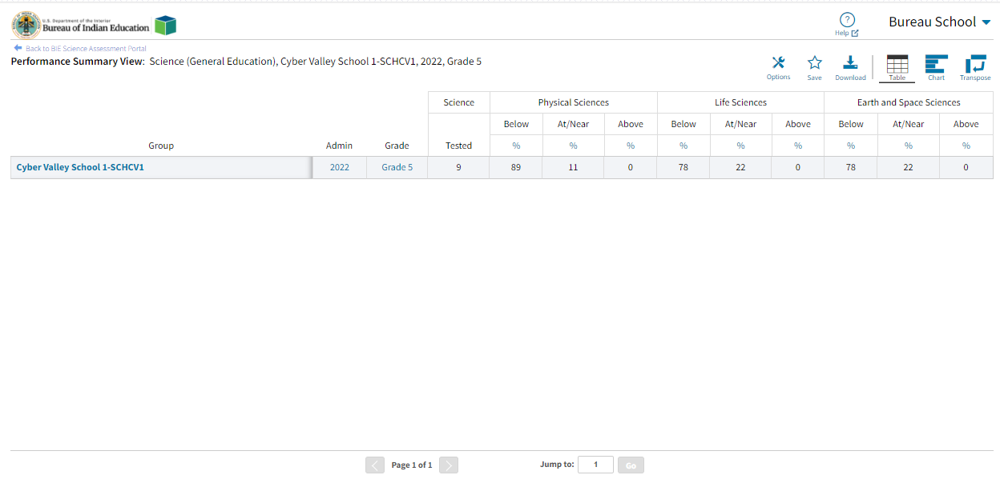 U.S. Department of the Interior
Bureau of Indian Education
? Bureau School
Help
Back to BIE Science Assessment Portal
Performance Summary View: Science (General Education), Cyber Valley School 1-SCHCV1, 2022, Grade 5
Options Save Download Table Chart Transpose
Science Physical Sciences Life Sciences Earth and Space Sciences
Below At/Near Above Below At/Near Above Below At/Near Above
Group Admin Grade Tested % % % % % % % % %
Cyber Valley School 1-SCHCV1 2022 Grade 5 9 89 11 0 78 22 0 78 22 0
Page 1 of 1 Jump to: 1 Go